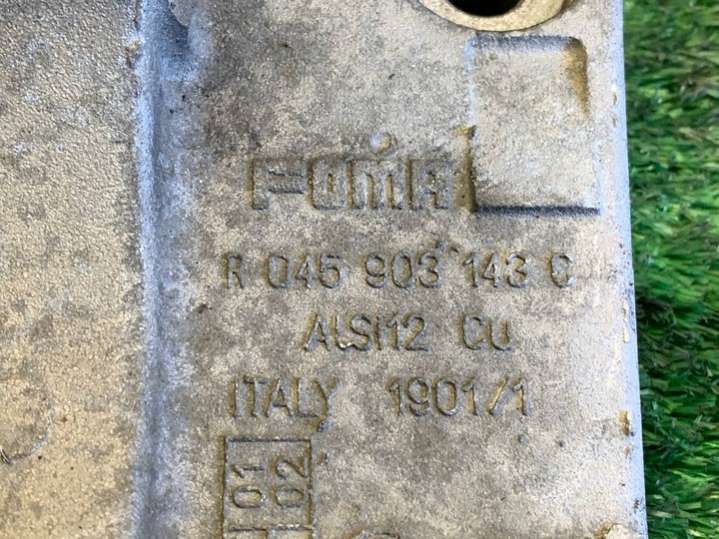 FOMA
R 045 903 143 C
AlSi12 Cu
ITALY 1901/1
01
02